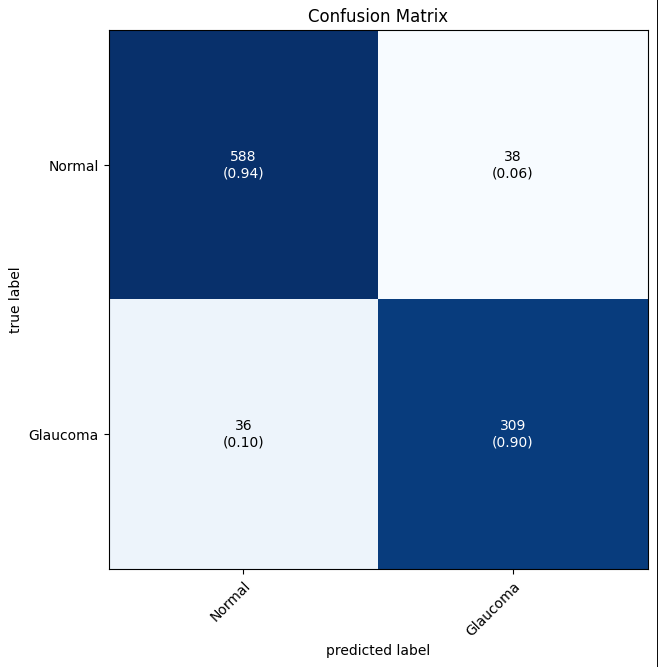 Confusion Matrix
588
(0.94)
38
(0.06)
36
(0.10)
309
(0.90)
Normal
Glaucoma
true label
Normal
Glaucoma
predicted label